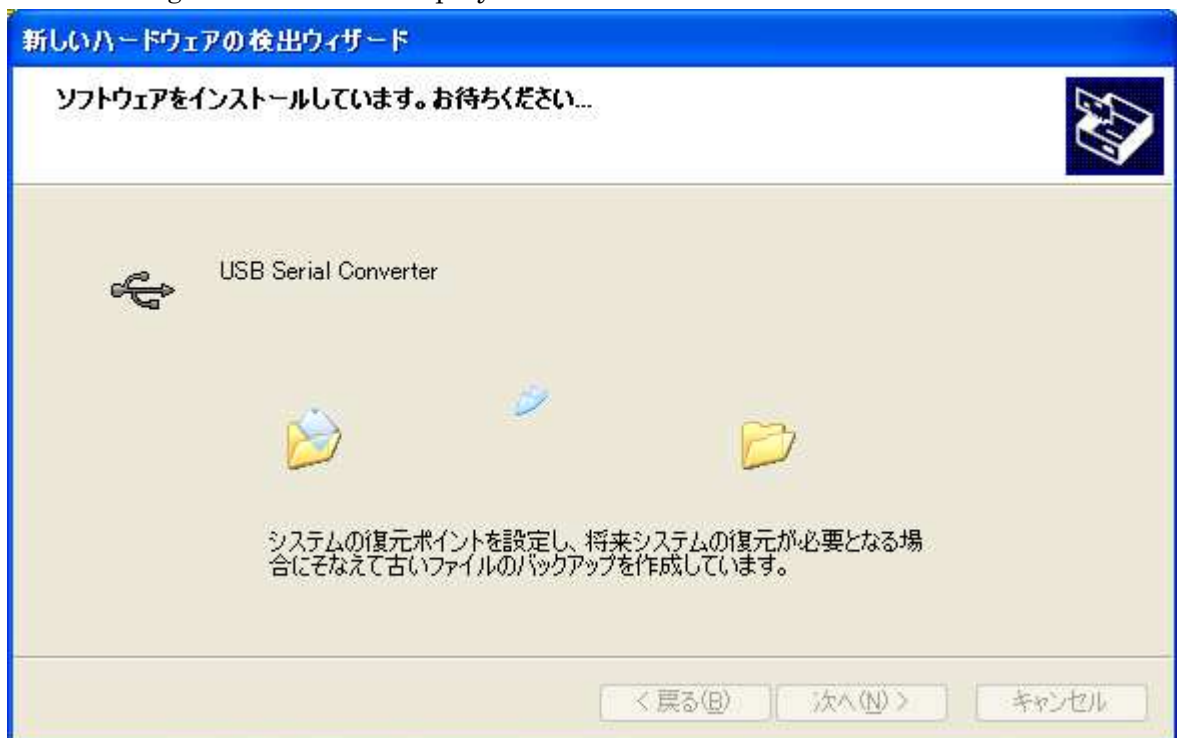 新しいハードウェアの検出ウィザード
ソフトウェアをインストールしています。お待ちください...
USB Serial Converter
システムの復元ポイントを設定し、将来システムの復元が必要となる場
合にそなえて古いファイルのバックアップを作成しています。
< 戻る(B) 次へ(N) > キャンセル